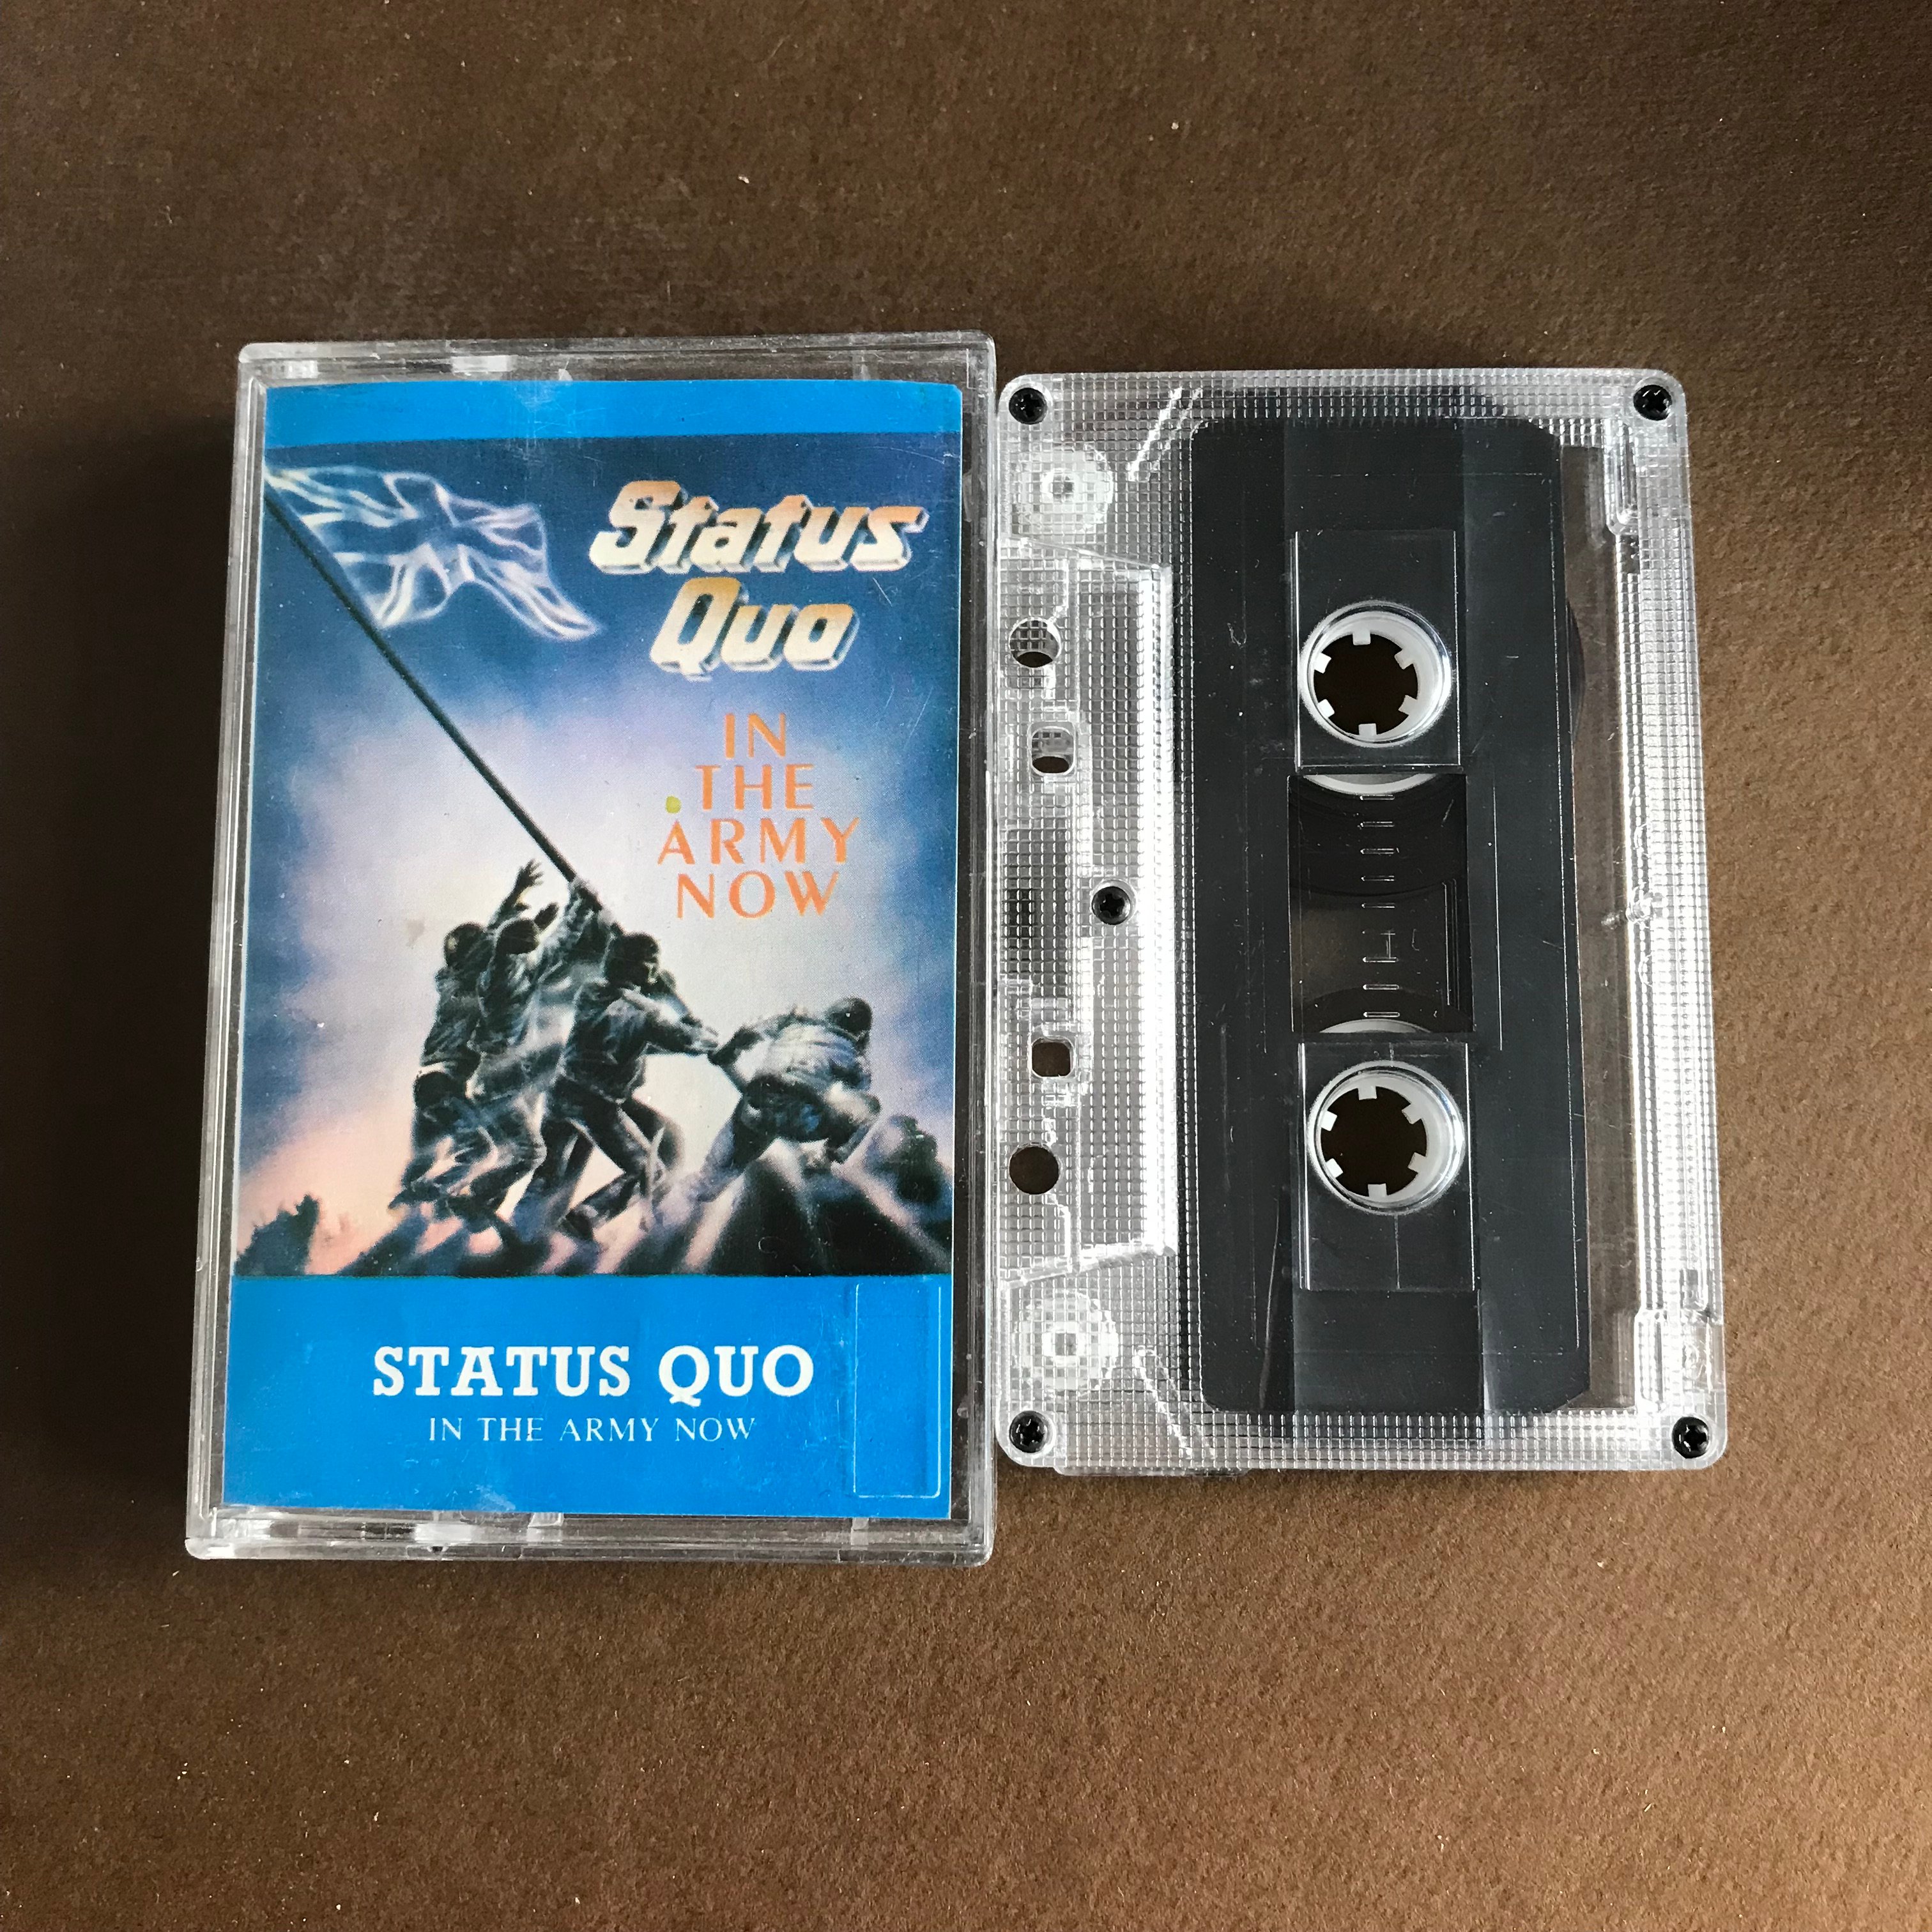 Status
Quo
IN
THE
ARMY
NOW
STATUS QUO
IN THE ARMY NOW